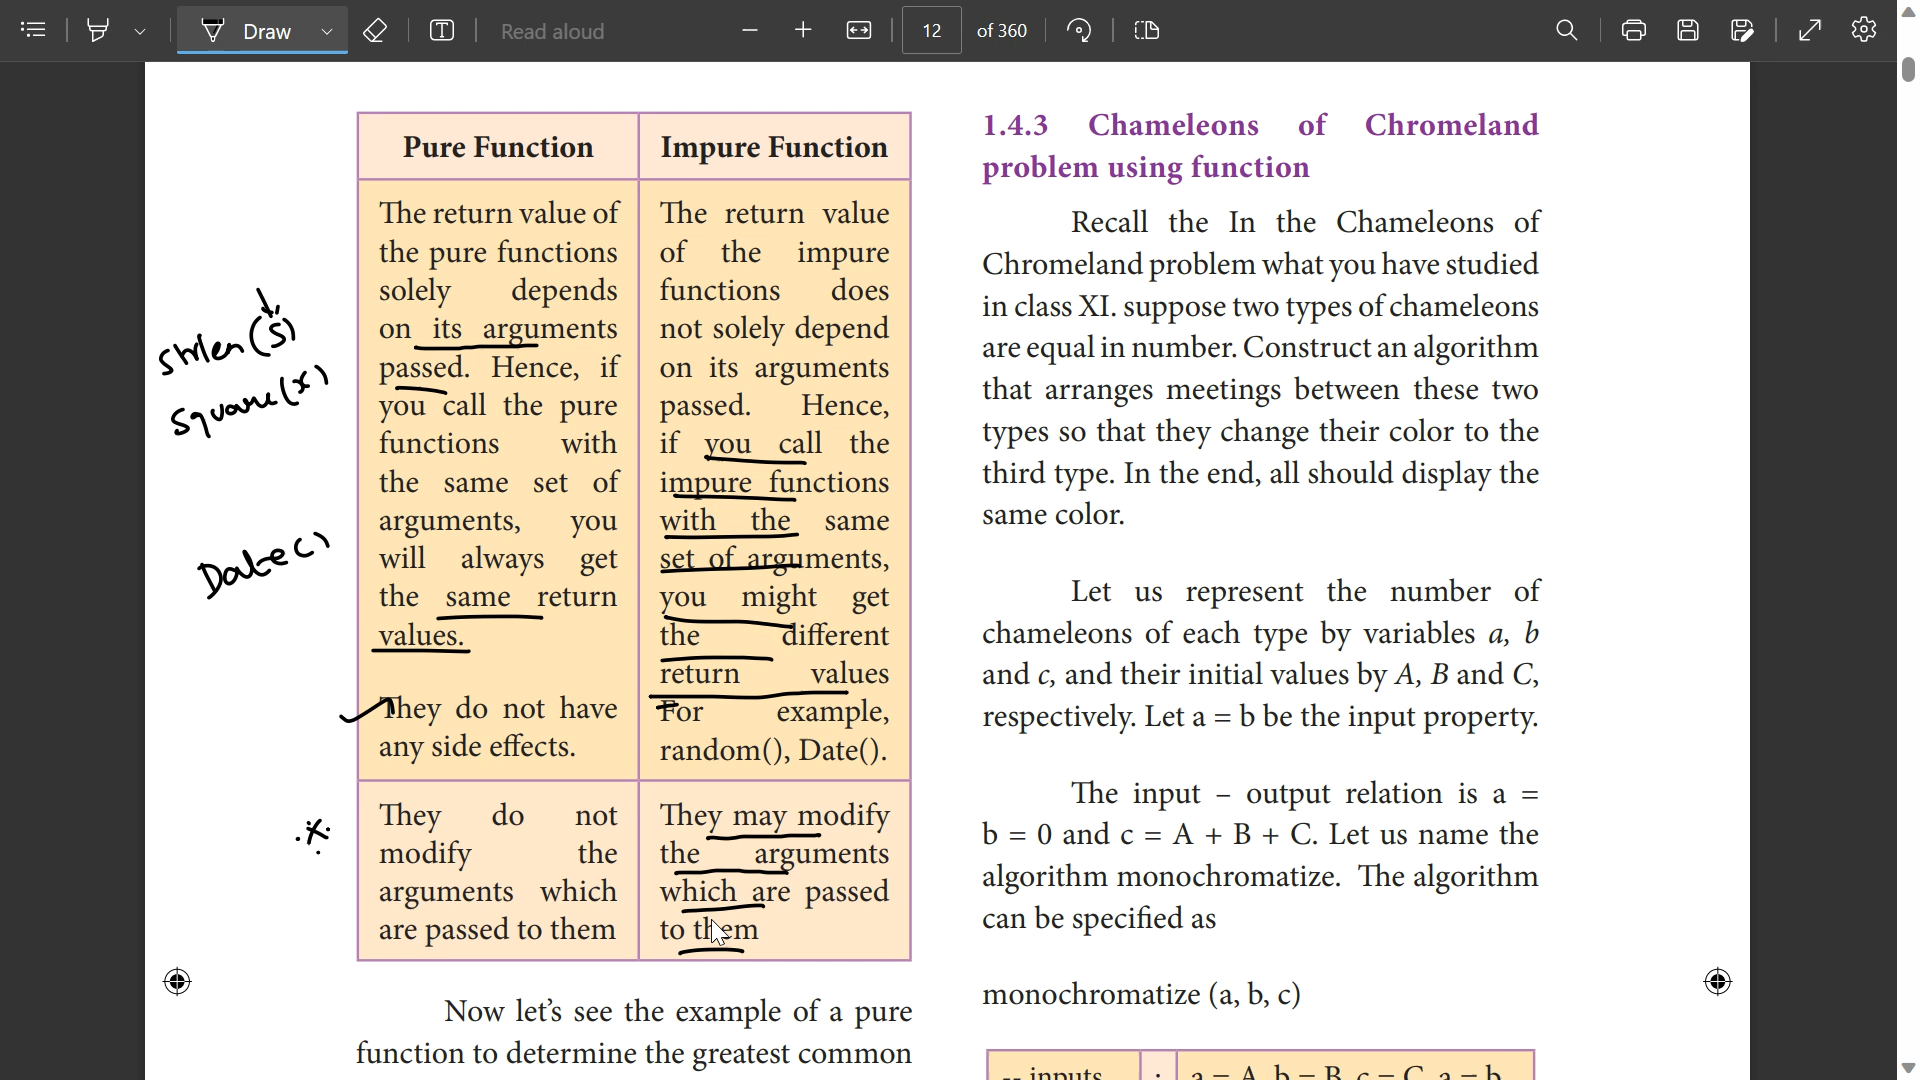 Draw
Read aloud
12
of 360
Pure Function
Impure Function
The return value of
the pure functions
solely depends
on its arguments
passed. Hence, if
you call the pure
functions with
the same set of
arguments, you
will always get
the same return
values.
They do not have
any side effects.
The return value
of the impure
functions does
not solely depend
on its arguments
passed. Hence,
if you call the
impure functions
with the same
set of arguments,
you might get
the different
return values
For example,
random(), Date().
They do not
modify the
arguments which
are passed to them
They may modify
the arguments
which are passed
to them
strlen(s)
square(x)
Date()
Now let's see the example of a pure
function to determine the greatest common
1.4.3 Chameleons of Chromeland
problem using function
Recall the In the Chameleons of
Chromeland problem what you have studied
in class XI. suppose two types of chameleons
are equal in number. Construct an algorithm
that arranges meetings between these two
types so that they change their color to the
third type. In the end, all should display the
same color.
Let us represent the number of
chameleons of each type by variables a, b
and c, and their initial values by A, B and C,
respectively. Let a = b be the input property.
The input – output relation is a =
b = 0 and c = A + B + C. Let us name the
algorithm monochromatize. The algorithm
can be specified as
monochromatize (a, b, c)
-- inputs : a = A, b = B, c = C, a = b